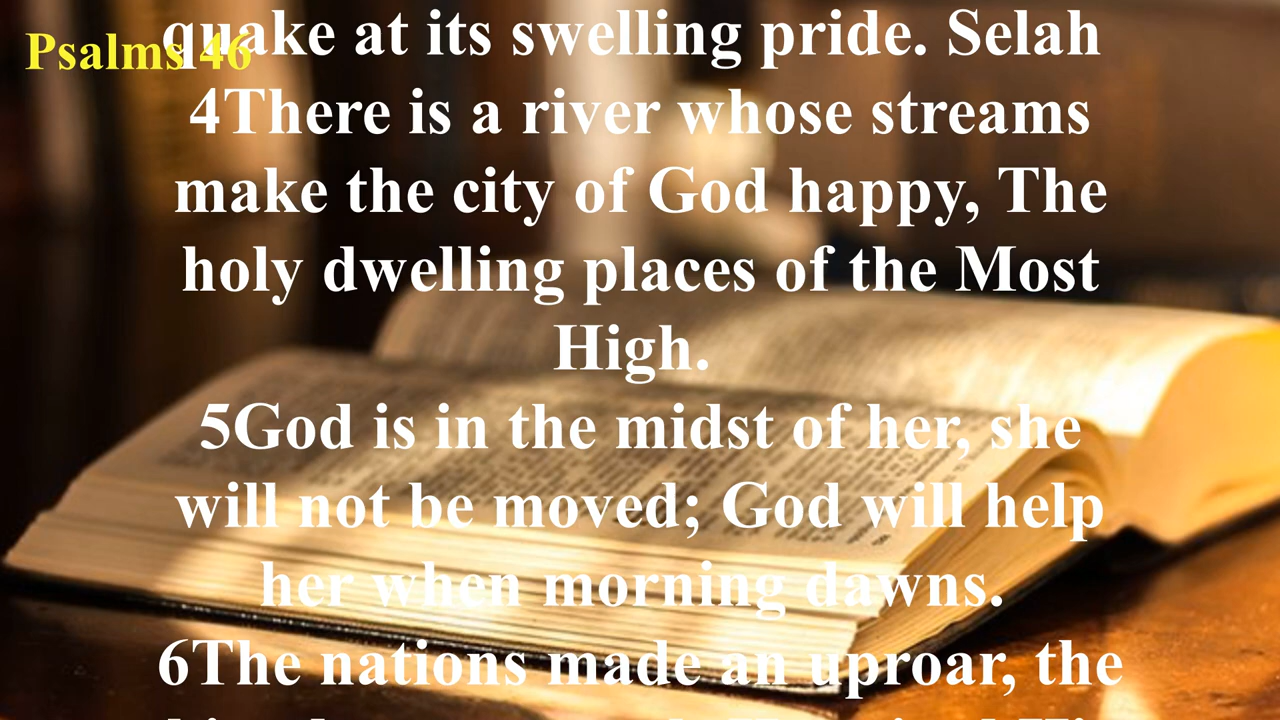 Psalms 46
quake at its swelling pride. Selah
4There is a river whose streams
make the city of God happy, The
holy dwelling places of the Most
High.
5God is in the midst of her, she
will not be moved; God will help
her when morning dawns.
6The nations made an uproar, the